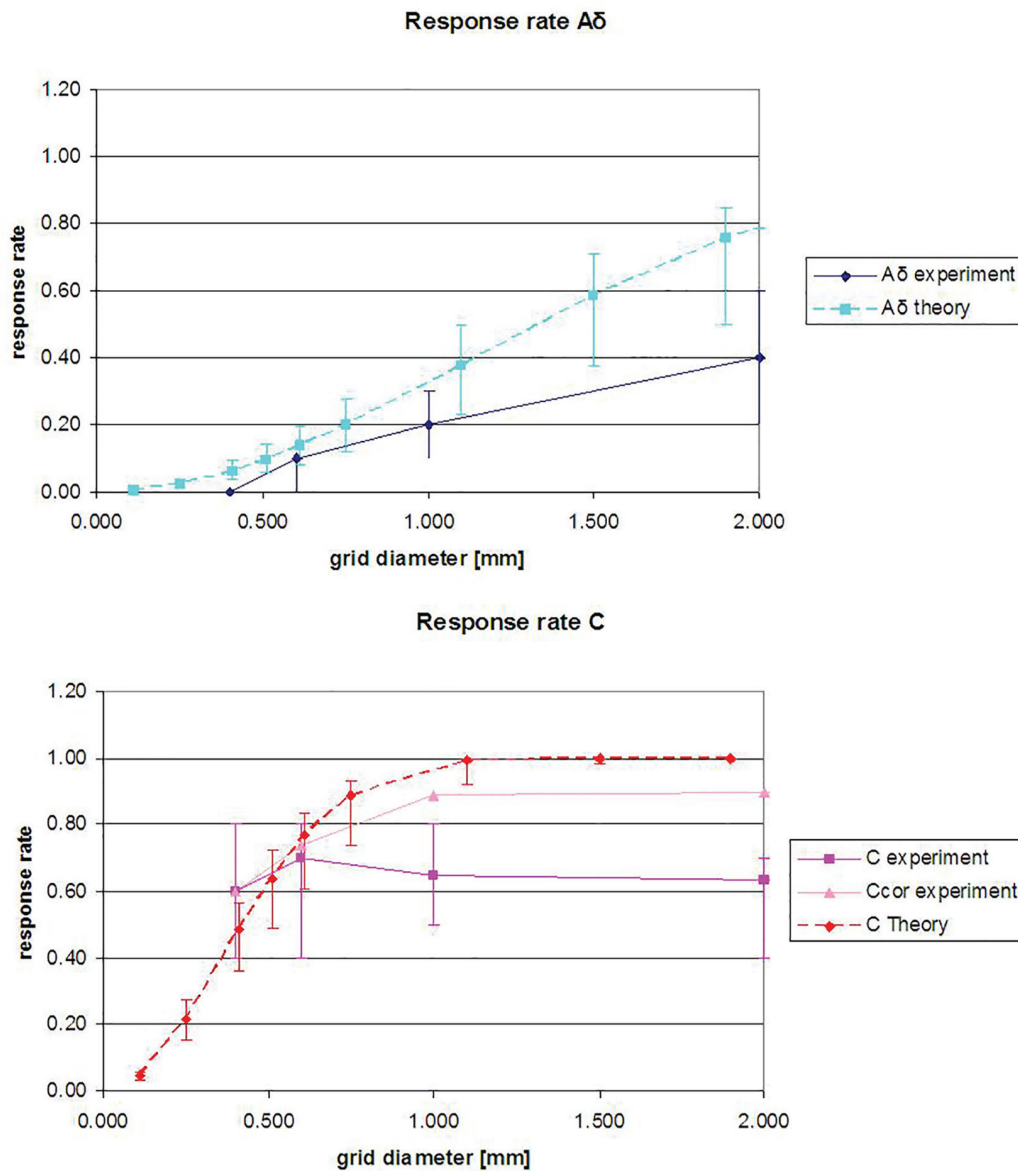 Response rate Aδ
1.20
1.00
0.80
0.60
0.40
0.20
0.00
response rate
0.000 0.500 1.000 1.500 2.000
grid diameter [mm]
Aδ experiment
Aδ theory
Response rate C
1.20
1.00
0.80
0.60
0.40
0.20
0.00
response rate
0.000 0.500 1.000 1.500 2.000
grid diameter [mm]
C experiment
Ccor experiment
C Theory